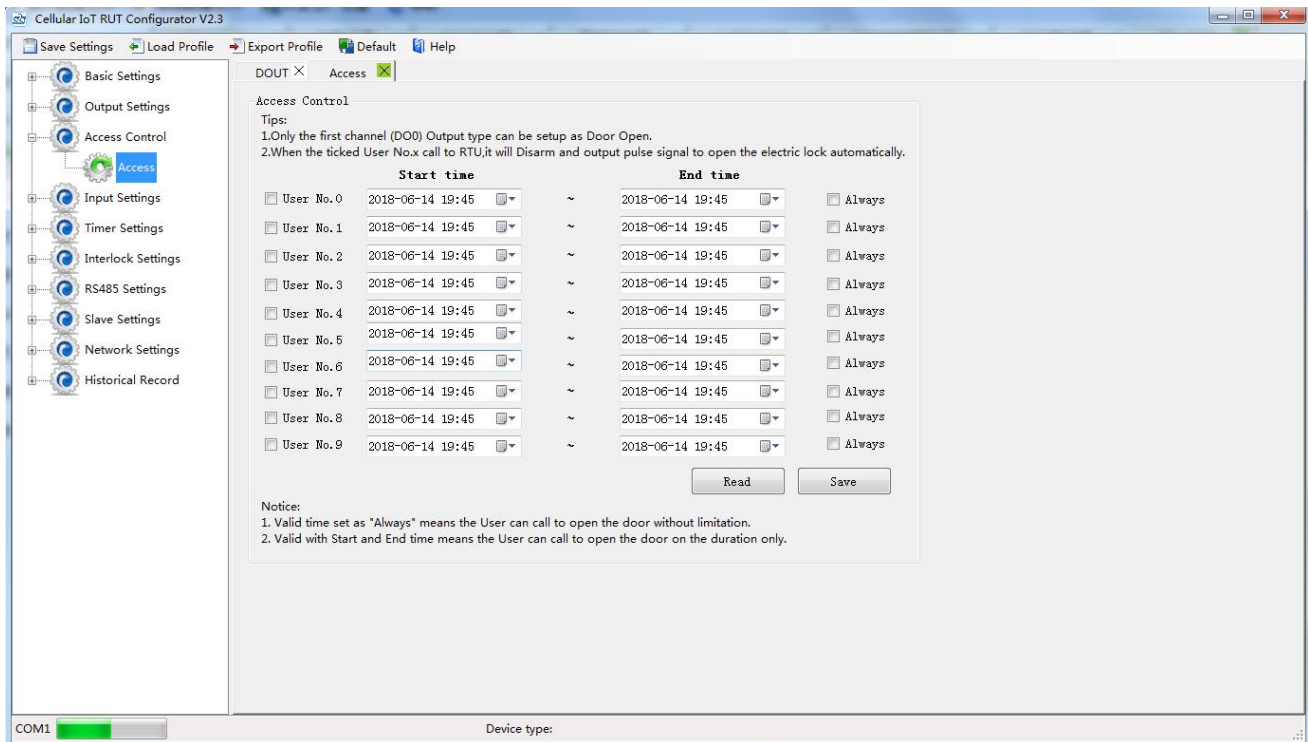 Cellular IoT RUT Configurator V2.3
Save Settings Load Profile Export Profile Default Help
Basic Settings
Output Settings
Access Control
Access
Input Settings
Timer Settings
Interlock Settings
RS485 Settings
Slave Settings
Network Settings
Historical Record
DOUT Access
Access Control
Tips:
1.Only the first channel (DO0) Output type can be setup as Door Open.
2.When the ticked User No.x call to RTU,it will Disarm and output pulse signal to open the electric lock automatically.
Start time End time
User No.0 2018-06-14 19:45 ~ 2018-06-14 19:45 Always
User No.1 2018-06-14 19:45 ~ 2018-06-14 19:45 Always
User No.2 2018-06-14 19:45 ~ 2018-06-14 19:45 Always
User No.3 2018-06-14 19:45 ~ 2018-06-14 19:45 Always
User No.4 2018-06-14 19:45 ~ 2018-06-14 19:45 Always
User No.5 2018-06-14 19:45 ~ 2018-06-14 19:45 Always
User No.6 2018-06-14 19:45 ~ 2018-06-14 19:45 Always
User No.7 2018-06-14 19:45 ~ 2018-06-14 19:45 Always
User No.8 2018-06-14 19:45 ~ 2018-06-14 19:45 Always
User No.9 2018-06-14 19:45 ~ 2018-06-14 19:45 Always
Read Save
Notice:
1. Valid time set as "Always" means the User can call to open the door without limitation.
2. Valid with Start and End time means the User can call to open the door on the duration only.
COM1 Device type: